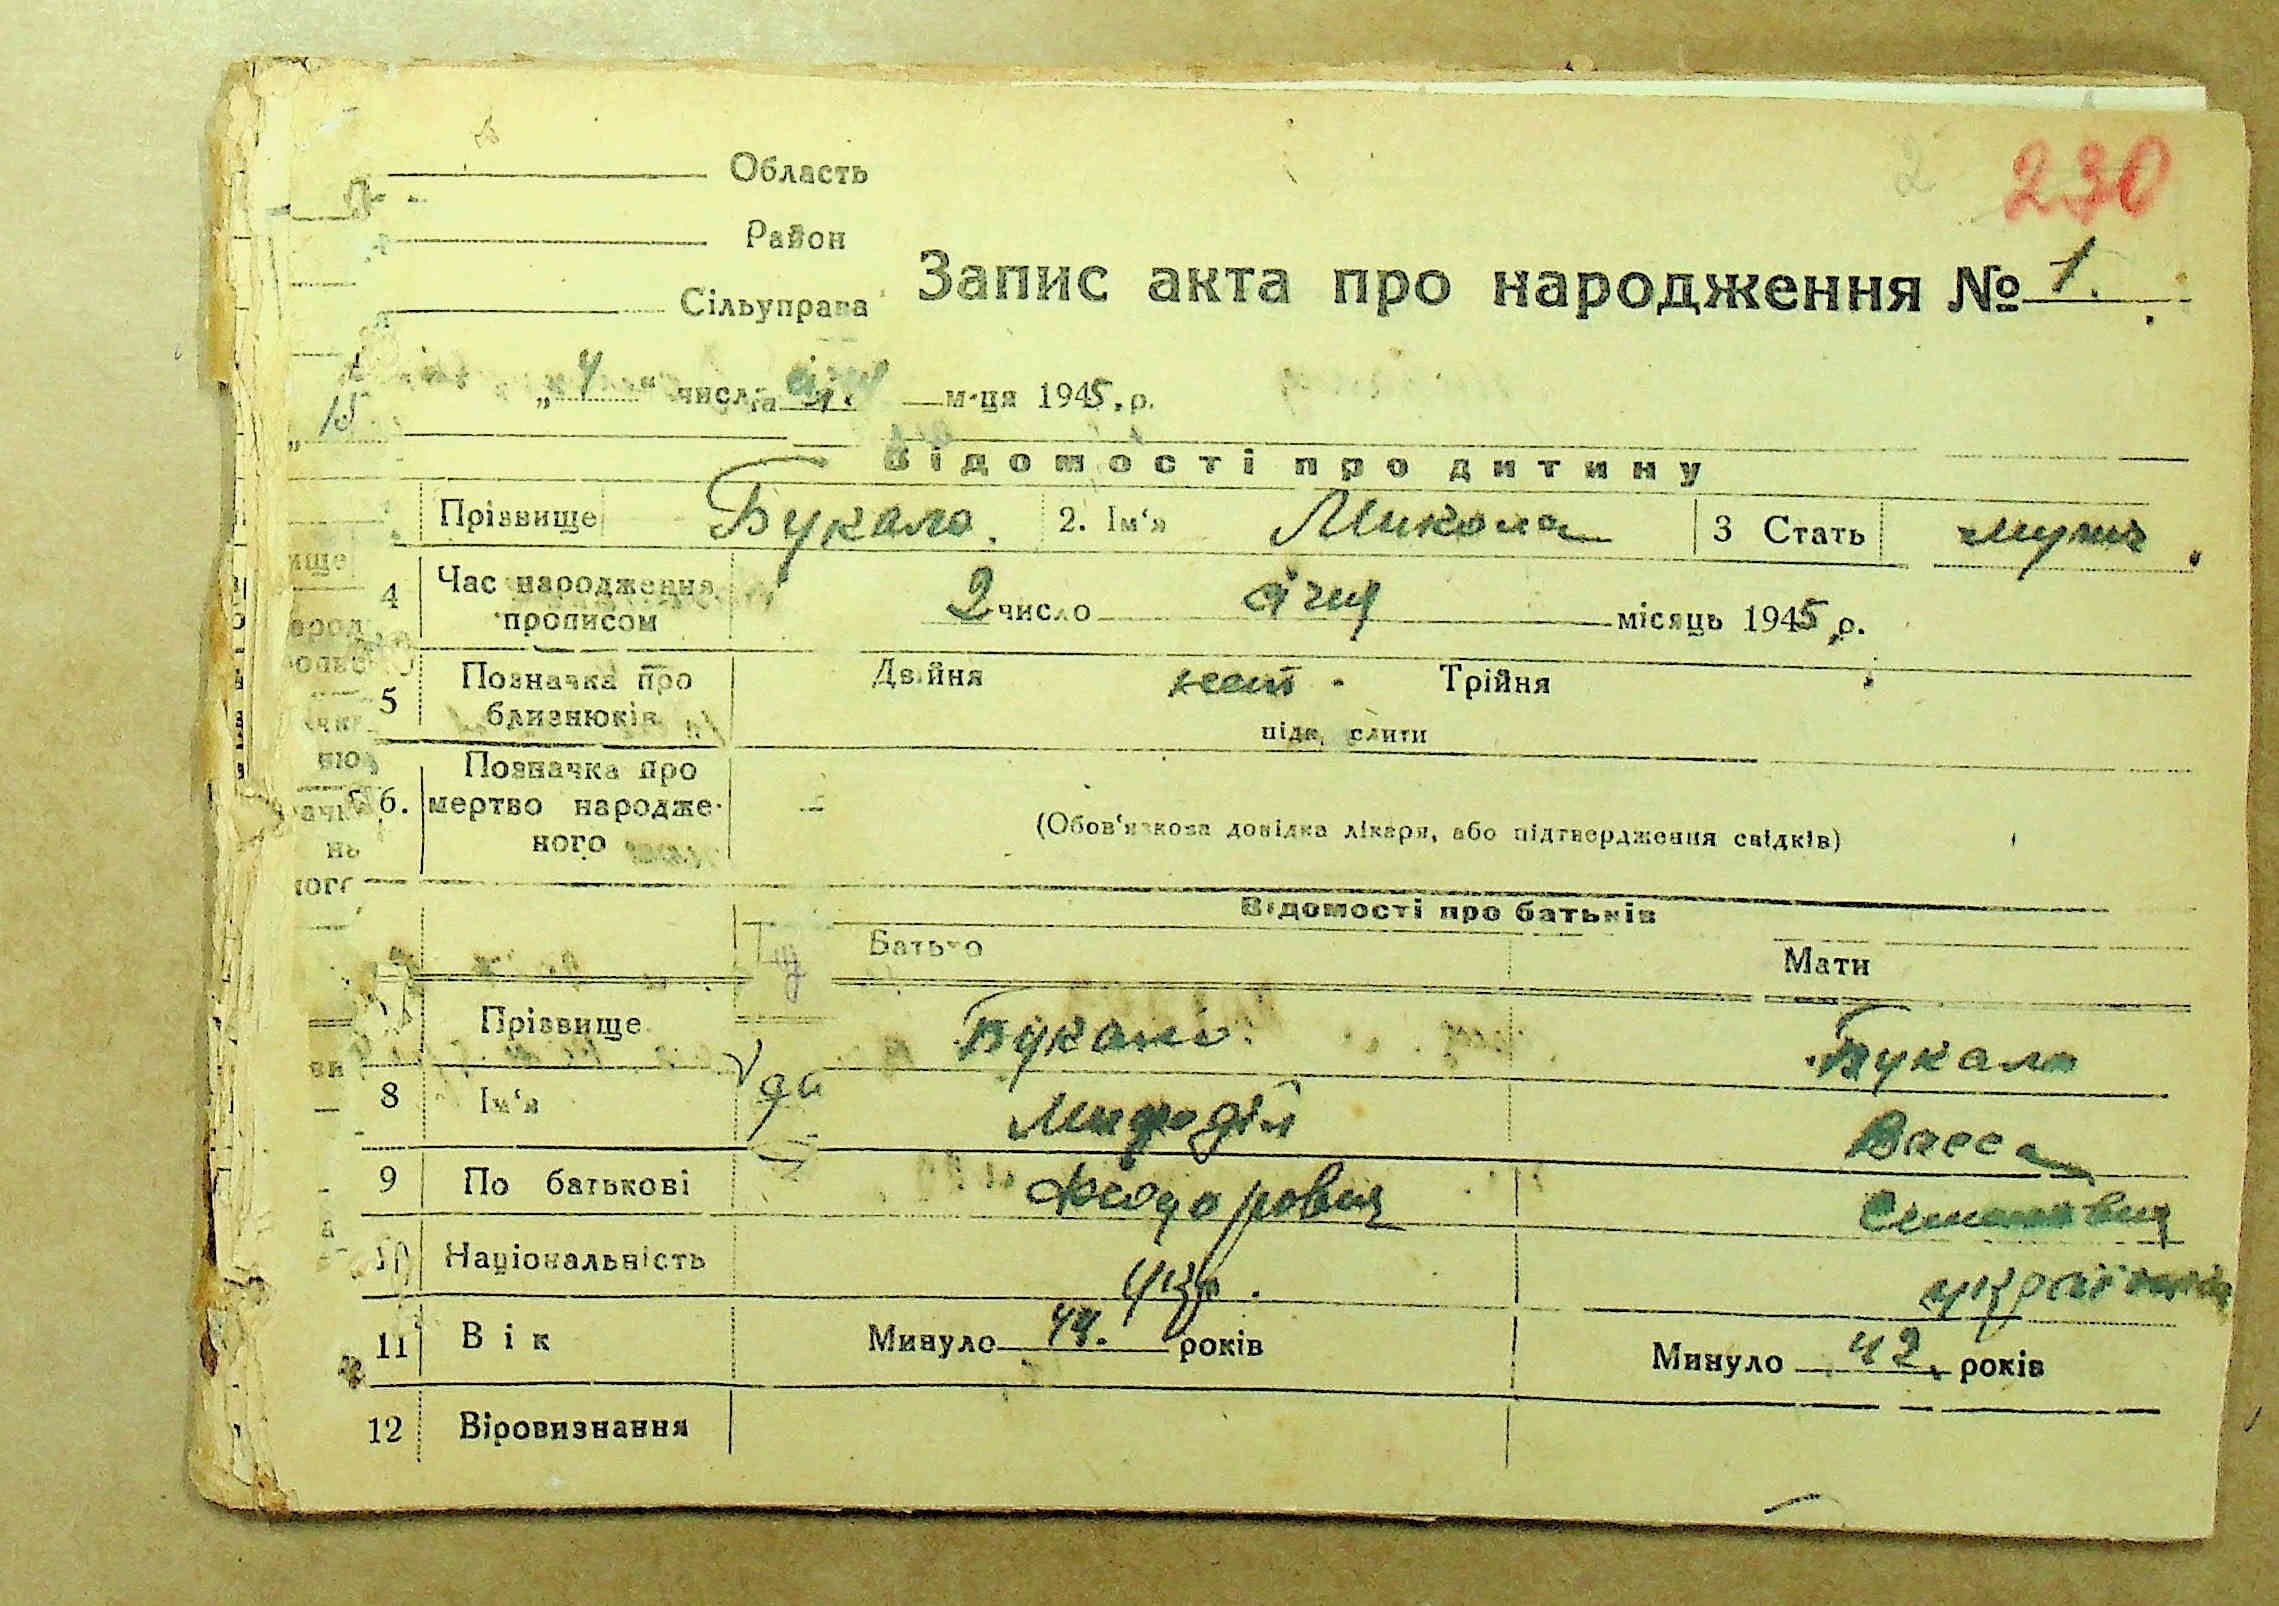 230
Область
Район
Сільуправа
Запис акта про народження № 1.
„4“ числа січн м-ця 1945.р.
„15
Відомості про дитину
Прізвище Букало. 2. Ім‘я Микола 3 Стать муж.
4 Час народження прописом 2 число січня місяць 1945 р.
5 Позначка про близнюків Двійня нет. Трійня
підкреслити
6. Позначка про мертво народженого –
(Обов‘язкова довідка лікаря, або підтвердження свідків)
Відомості про батьків
Батько Мати
Прізвище Букало. Букало
8 Ім‘я Мифодій Васса
9 По батькові Федорович
10 Національність укр. українка
11 Вік Минуло 44. років Минуло 42. років
12 Віровизнання